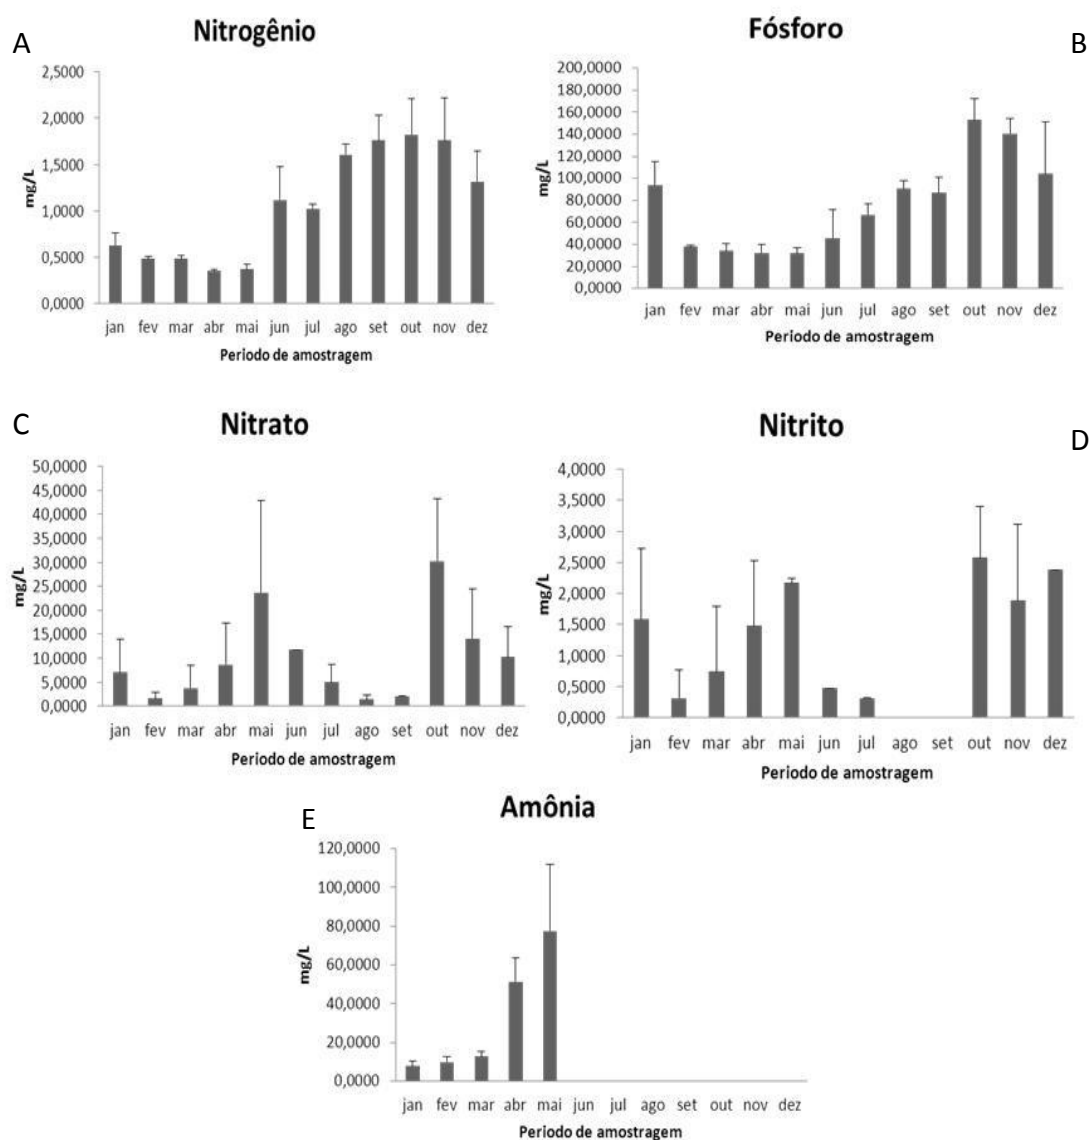 A
Nitrogênio
mg/L
2,5000
2,0000
1,5000
1,0000
0,5000
0,0000
jan fev mar abr mai jun jul ago set out nov dez
Periodo de amostragem
Fósforo
B
mg/L
200,0000
180,0000
160,0000
140,0000
120,0000
100,0000
80,0000
60,0000
40,0000
20,0000
0,0000
jan fev mar abr mai jun jul ago set out nov dez
Periodo de amostragem
C
Nitrato
mg/L
50,0000
45,0000
40,0000
35,0000
30,0000
25,0000
20,0000
15,0000
10,0000
5,0000
0,0000
jan fev mar abr mai jun jul ago set out nov dez
Periodo de amostragem
Nitrito
D
mg/L
4,0000
3,5000
3,0000
2,5000
2,0000
1,5000
1,0000
0,5000
0,0000
jan fev mar abr mai jun jul ago set out nov dez
Periodo de amostragem
E
Amônia
mg/L
120,0000
100,0000
80,0000
60,0000
40,0000
20,0000
0,0000
jan fev mar abr mai jun jul ago set out nov dez
Periodo de amostragem